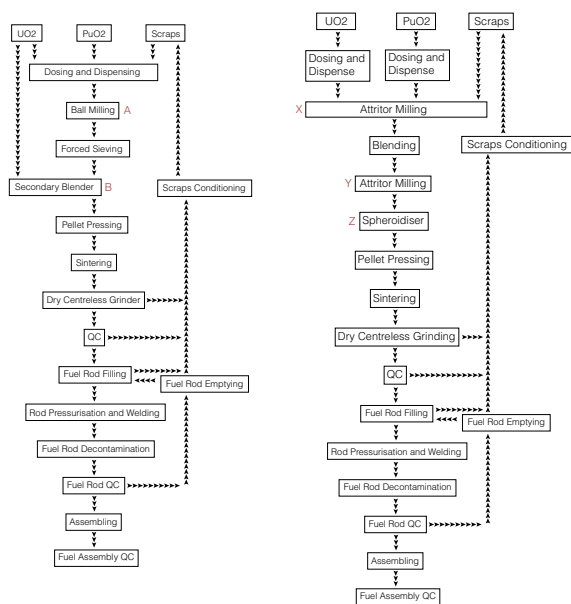 UO2
PuO2
Scraps
Dosing and Dispensing
Ball Milling
A
Forced Sieving
Secondary Blender
B
Scraps Conditioning
Pellet Pressing
Sintering
Dry Centreless Grinder
QC
Fuel Rod Filling
Fuel Rod Emptying
Rod Pressurisation and Welding
Fuel Rod Decontamination
Fuel Rod QC
Assembling
Fuel Assembly QC
UO2
PuO2
Scraps
Dosing and
Dispense
Dosing and
Dispense
X
Attritor Milling
Blending
Scraps Conditioning
Y
Attritor Milling
Z
Spheroidiser
Pellet Pressing
Sintering
Dry Centreless Grinding
QC
Fuel Rod Filling
Fuel Rod Emptying
Rod Pressurisation and Welding
Fuel Rod Decontamination
Fuel Rod QC
Assembling
Fuel Assembly QC